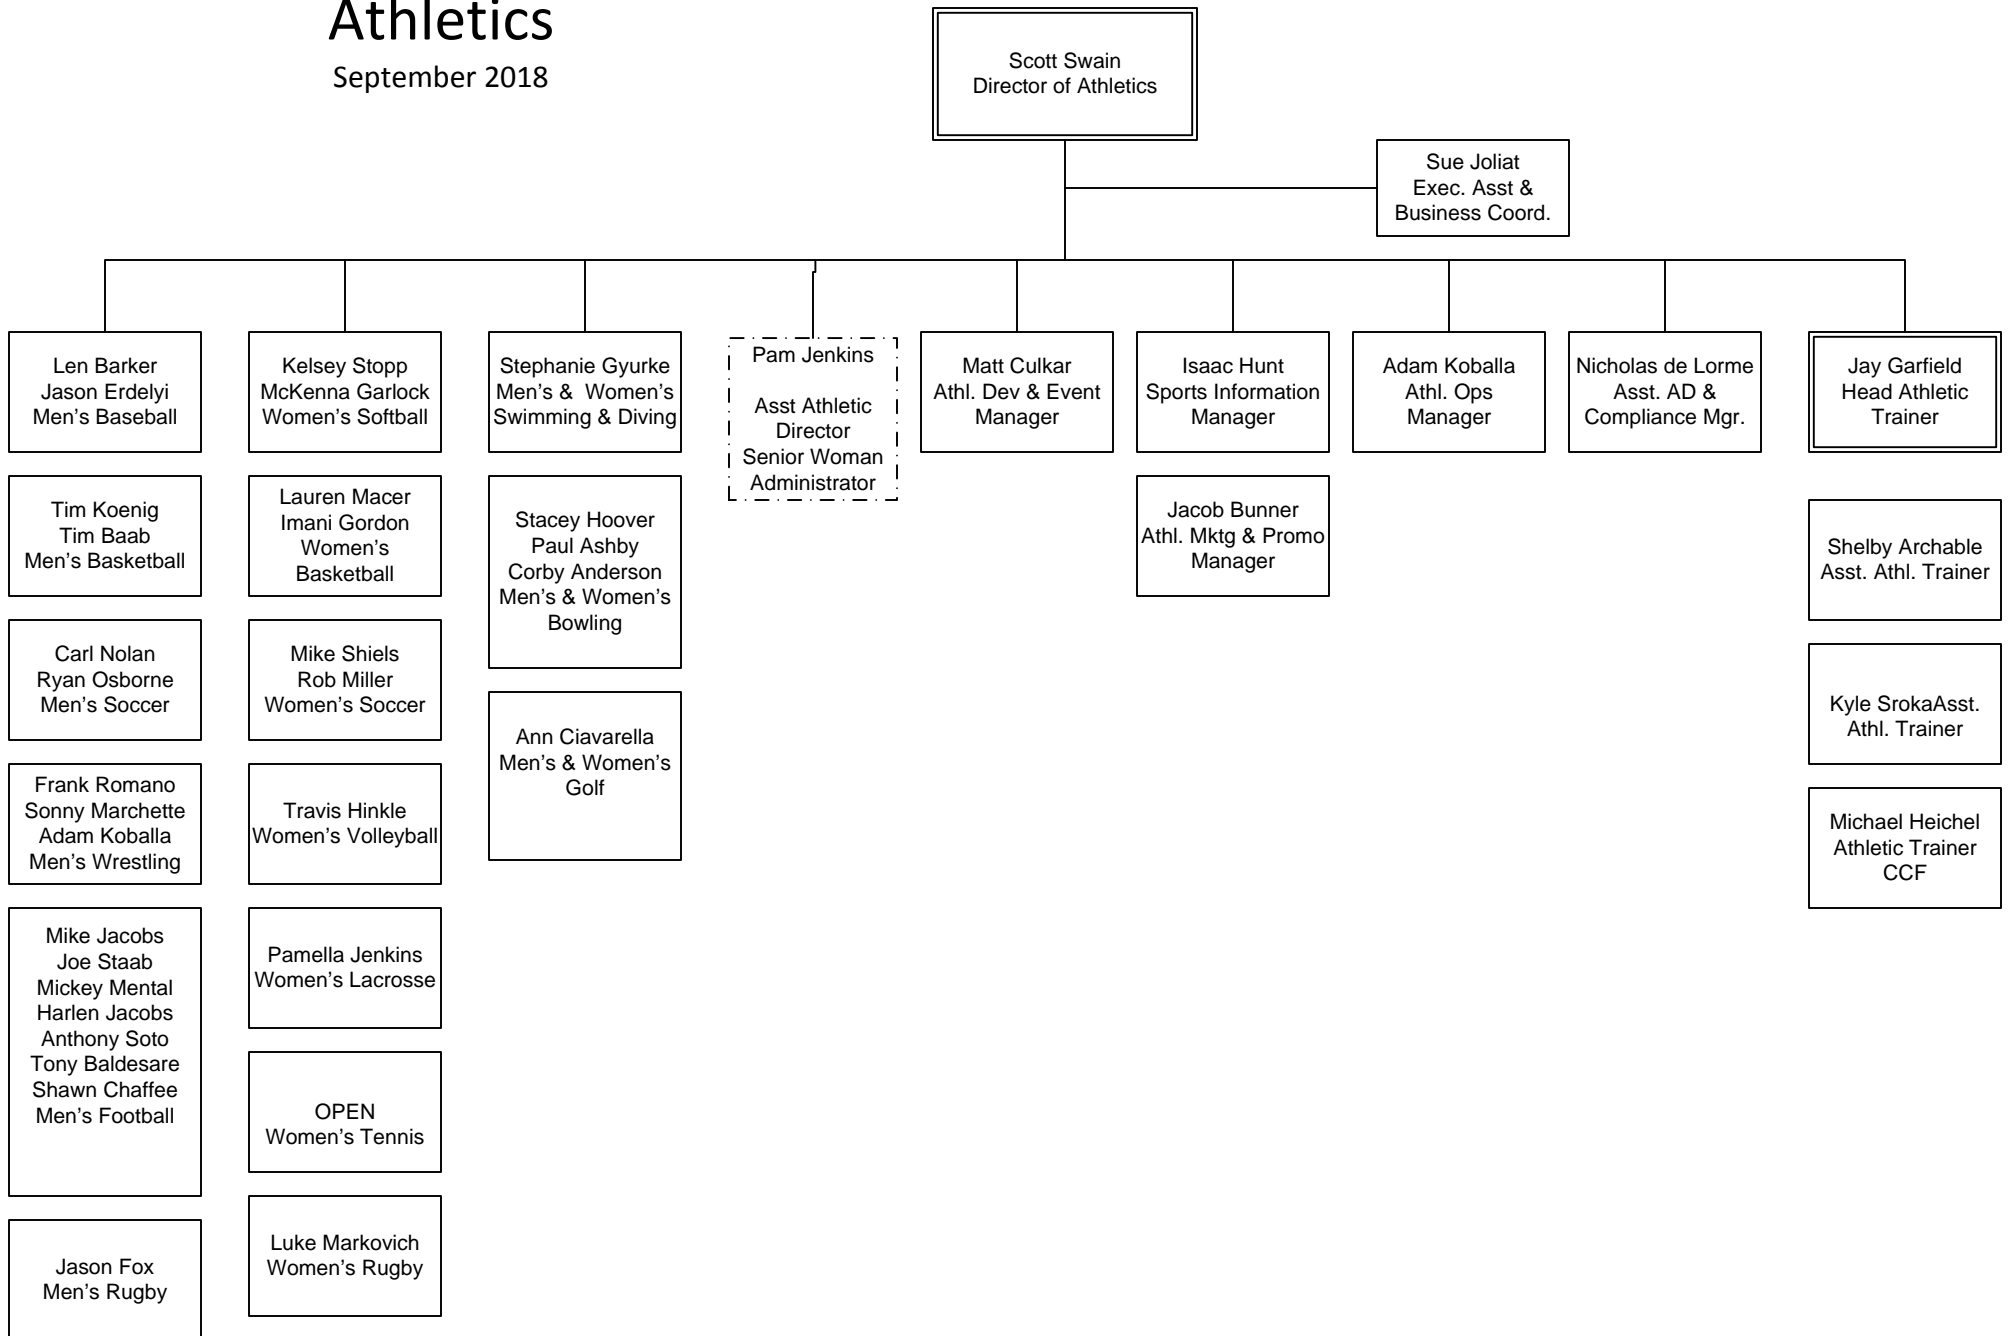 Athletics
September 2018
Scott Swain
Director of Athletics
Sue Joliat
Exec. Asst &
Business Coord.
Len Barker
Jason Erdelyi
Men's Baseball
Kelsey Stopp
McKenna Garlock
Women's Softball
Stephanie Gyurke
Men's &  Women's
Swimming & Diving
Pam Jenkins
Asst Athletic
Director
Senior Woman
Administrator
Matt Culkar
Athl. Dev & Event
Manager
Isaac Hunt
Sports Information
Manager
Adam Koballa
Athl. Ops
Manager
Nicholas de Lorme
Asst. AD &
Compliance Mgr.
Jay Garfield
Head Athletic
Trainer
Tim Koenig
Tim Baab
Men's Basketball
Lauren Macer
Imani Gordon
Women's
Basketball
Stacey Hoover
Paul Ashby
Corby Anderson
Men's & Women's
Bowling
Jacob Bunner
Athl. Mktg & Promo
Manager
Shelby Archable
Asst. Athl. Trainer
Carl Nolan
Ryan Osborne
Men's Soccer
Mike Shiels
Rob Miller
Women's Soccer
Ann Ciavarella
Men's & Women's
Golf
Kyle SrokaAsst.
Athl. Trainer
Frank Romano
Sonny Marchette
Adam Koballa
Men's Wrestling
Travis Hinkle
Women's Volleyball
Michael Heichel
Athletic Trainer
CCF
Mike Jacobs
Joe Staab
Mickey Mental
Harlen Jacobs
Anthony Soto
Tony Baldesare
Shawn Chaffee
Men's Football
Pamella Jenkins
Women's Lacrosse
OPEN
Women's Tennis
Jason Fox
Men's Rugby
Luke Markovich
Women's Rugby